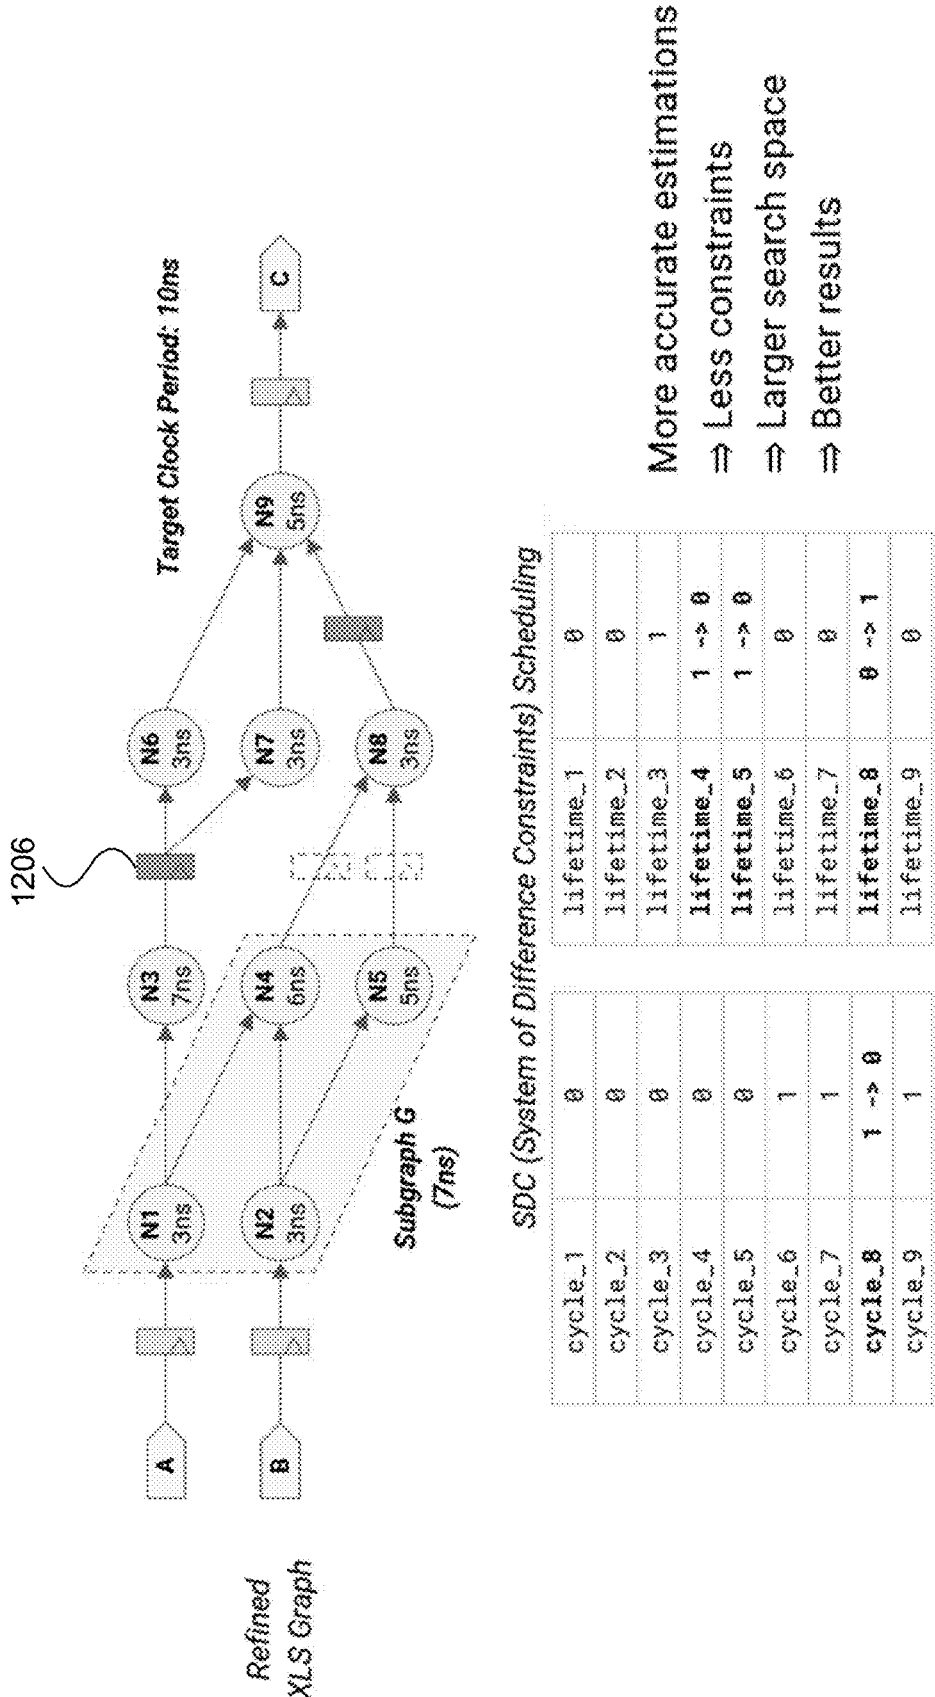 1206
Refined
XLS Graph
Target Clock Period: 10ns
A
B
N1
3ns
N2
3ns
N3
7ns
N4
6ns
N5
5ns
N6
3ns
N7
3ns
N8
3ns
N9
5ns
C
Subgraph G
(7ns)
SDC (System of Difference Constraints) Scheduling
cycle_1 0
cycle_2 0
cycle_3 0
cycle_4 0
cycle_5 0
cycle_6 1
cycle_7 1
cycle_8 1 -> 0
cycle_9 1
lifetime_1 0
lifetime_2 0
lifetime_3 1
lifetime_4 1 -> 0
lifetime_5 1 -> 0
lifetime_6 0
lifetime_7 0
lifetime_8 0 -> 1
lifetime_9 0
More accurate estimations
⇒ Less constraints
⇒ Larger search space
⇒ Better results